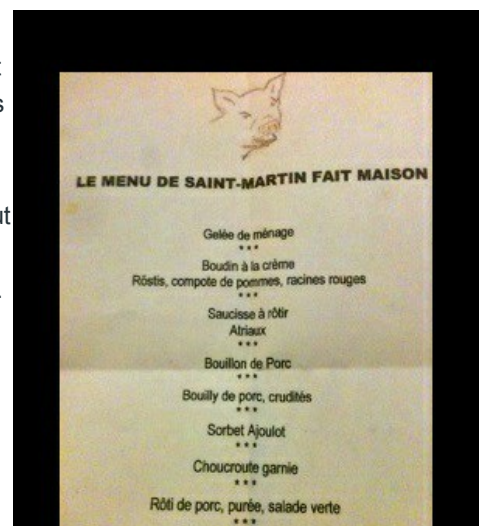 LE MENU DE SAINT-MARTIN FAIT MAISON
Gelée de ménage
***
Boudin à la crème
Röstis, compote de pommes, racines rouges
***
Saucisse à rôtir
Atriaux
***
Bouillon de Porc
***
Bouilly de porc, crudités
***
Sorbet Ajoulot
***
Choucroute garnie
***
Rôti de porc, purée, salade verte
***